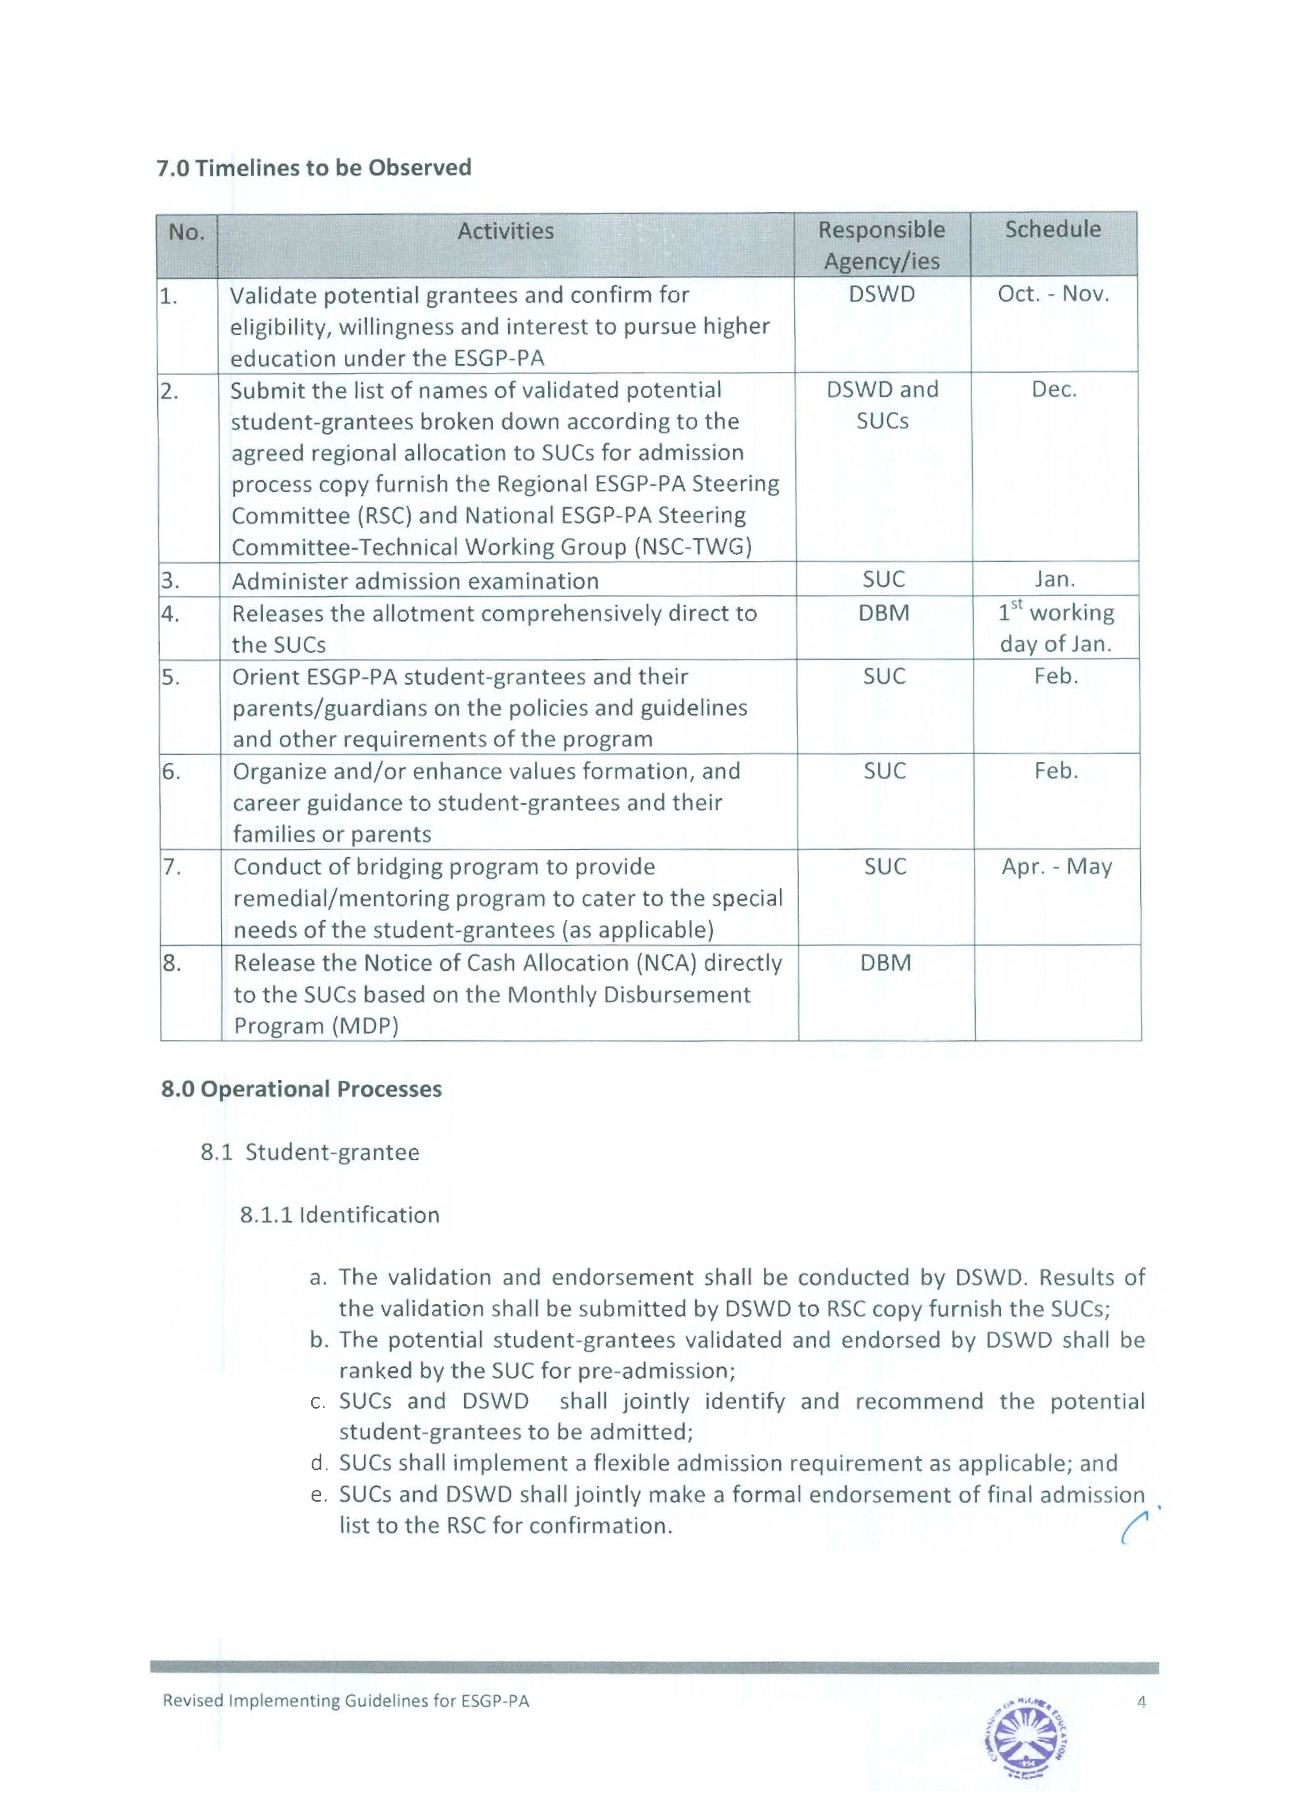 7.0 Timelines to be Observed
No. Activities Responsible Schedule
Agency/ies
1. Validate potential grantees and confirm for DSWD Oct. - Nov.
eligibility, willingness and interest to pursue higher
education under the ESGP-PA
2. Submit the list of names of validated potential DSWD and Dec.
student-grantees broken down according to the SUCs
agreed regional allocation to SUCs for admission
process copy furnish the Regional ESGP-PA Steering
Committee (RSC) and National ESGP-PA Steering
Committee-Technical Working Group (NSC-TWG)
3. Administer admission examination SUC Jan.
4. Releases the allotment comprehensively direct to DBM 1st working
the SUCs day of Jan.
5. Orient ESGP-PA student-grantees and their SUC Feb.
parents/guardians on the policies and guidelines
and other requirements of the program
6. Organize and/or enhance values formation, and SUC Feb.
career guidance to student-grantees and their
families or parents
7. Conduct of bridging program to provide SUC Apr. - May
remedial/mentoring program to cater to the special
needs of the student-grantees (as applicable)
8. Release the Notice of Cash Allocation (NCA) directly DBM
to the SUCs based on the Monthly Disbursement
Program (MDP)
8.0 Operational Processes
8.1 Student-grantee
8.1.1 Identification
a. The validation and endorsement shall be conducted by DSWD. Results of
the validation shall be submitted by DSWD to RSC copy furnish the SUCs;
b. The potential student-grantees validated and endorsed by DSWD shall be
ranked by the SUC for pre-admission;
c. SUCs and DSWD shall jointly identify and recommend the potential
student-grantees to be admitted;
d. SUCs shall implement a flexible admission requirement as applicable; and
e. SUCs and DSWD shall jointly make a formal endorsement of final admission
list to the RSC for confirmation.
Revised Implementing Guidelines for ESGP-PA 4
COMMISSION ON HIGHER EDUCATION